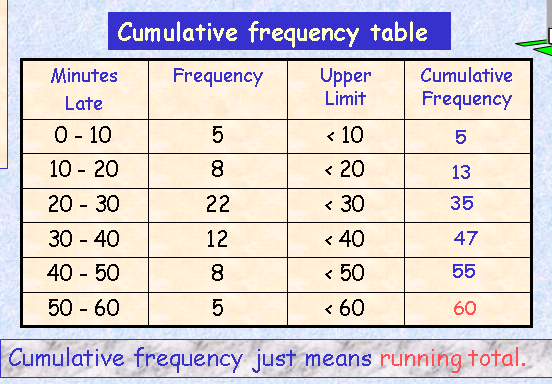 Cumulative frequency table
Minutes Late Frequency Upper Limit Cumulative Frequency
0 - 10 5 < 10 5
10 - 20 8 < 20 13
20 - 30 22 < 30 35
30 - 40 12 < 40 47
40 - 50 8 < 50 55
50 - 60 5 < 60 60
Cumulative frequency just means running total.